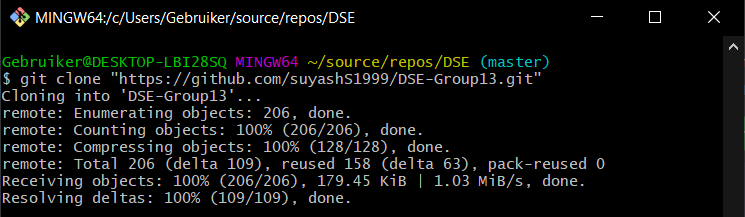 MINGW64:/c/Users/Gebruiker/source/repos/DSE
Gebruiker@DESKTOP-LBI28SQ MINGW64 ~/source/repos/DSE (master)
$ git clone "https://github.com/suyashS1999/DSE-Group13.git"
Cloning into 'DSE-Group13'...
remote: Enumerating objects: 206, done.
remote: Counting objects: 100% (206/206), done.
remote: Compressing objects: 100% (128/128), done.
remote: Total 206 (delta 109), reused 158 (delta 63), pack-reused 0
Receiving objects: 100% (206/206), 179.45 KiB | 1.03 MiB/s, done.
Resolving deltas: 100% (109/109), done.